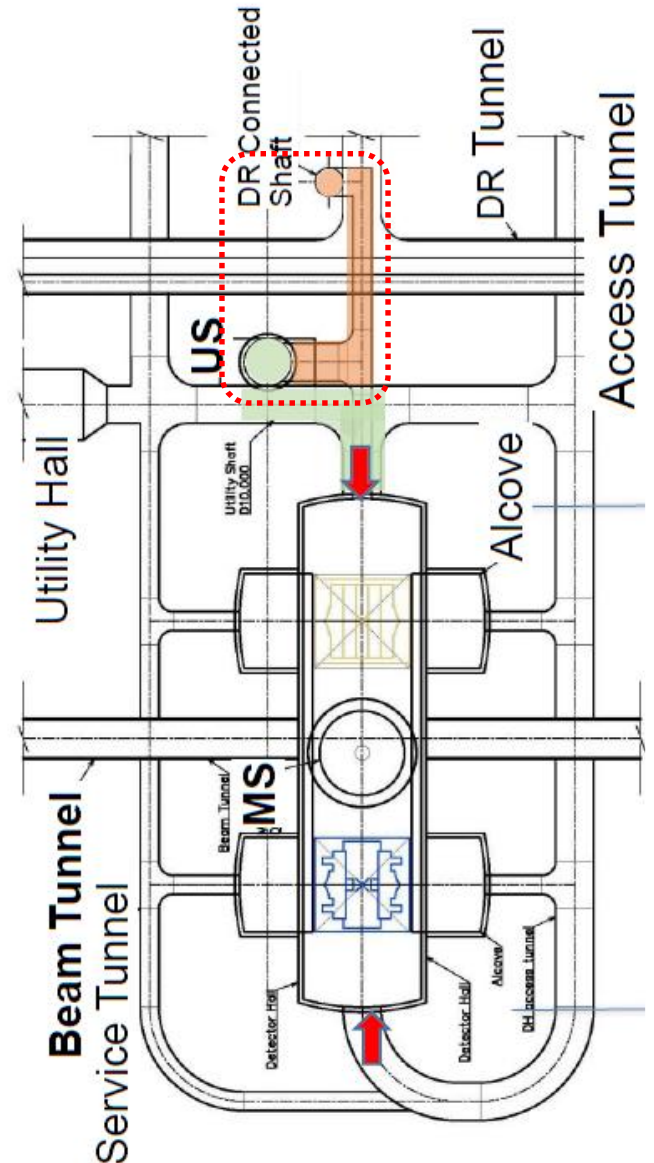 Beam Tunnel
Service Tunnel
Utility Hall
US
DR Connected
Shaft
Utility Shaft
D10,000
Beam Tunnel
MS
Detector Hall
Detector Hall
Alcove
DH access tunnel
Alcove
DR Tunnel
Access Tunnel